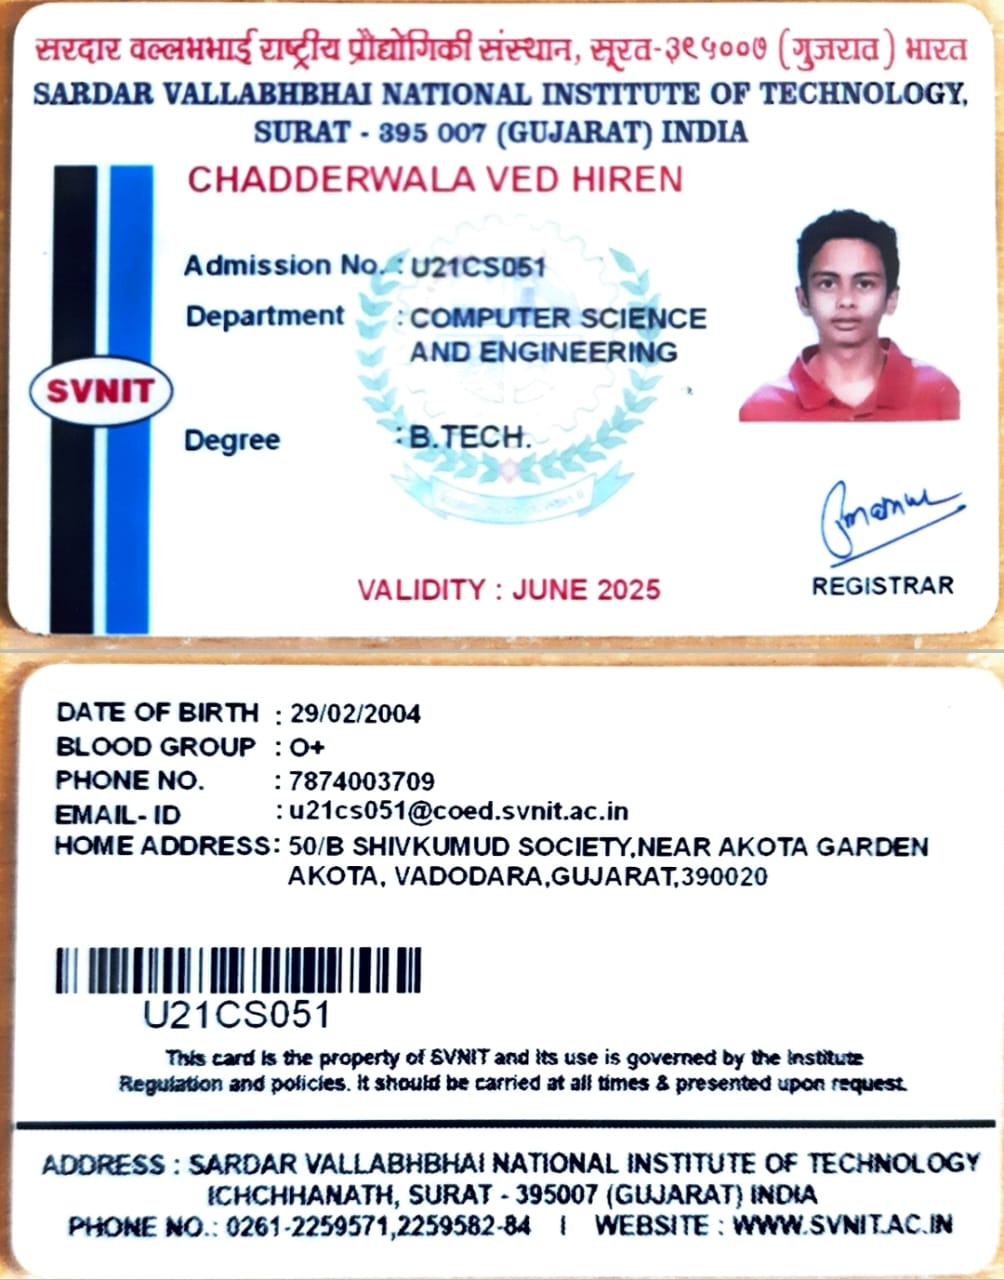 सरदार वल्लभभाई राष्ट्रीय प्रौद्योगिकी संस्थान, सूरत-३९५००७ (गुजरात) भारत
SARDAR VALLABHBHAI NATIONAL INSTITUTE OF TECHNOLOGY,
SURAT - 395 007 (GUJARAT) INDIA
CHADDERWALA VED HIREN
Admission No. : U21CS051
Department : COMPUTER SCIENCE
AND ENGINEERING
SVNIT
Degree : B.TECH.
VALIDITY : JUNE 2025
REGISTRAR
DATE OF BIRTH : 29/02/2004
BLOOD GROUP : O+
PHONE NO. : 7874003709
EMAIL- ID : u21cs051@coed.svnit.ac.in
HOME ADDRESS: 50/B SHIVKUMUD SOCIETY,NEAR AKOTA GARDEN
AKOTA, VADODARA,GUJARAT,390020
U21CS051
This card is the property of SVNIT and its use is governed by the Institute
Regulation and policies. It should be carried at all times & presented upon request.
ADDRESS : SARDAR VALLABHBHAI NATIONAL INSTITUTE OF TECHNOLOGY
ICHCHHANATH, SURAT - 395007 (GUJARAT) INDIA
PHONE NO.: 0261-2259571,2259582-84 | WEBSITE : WWW.SVNIT.AC.IN